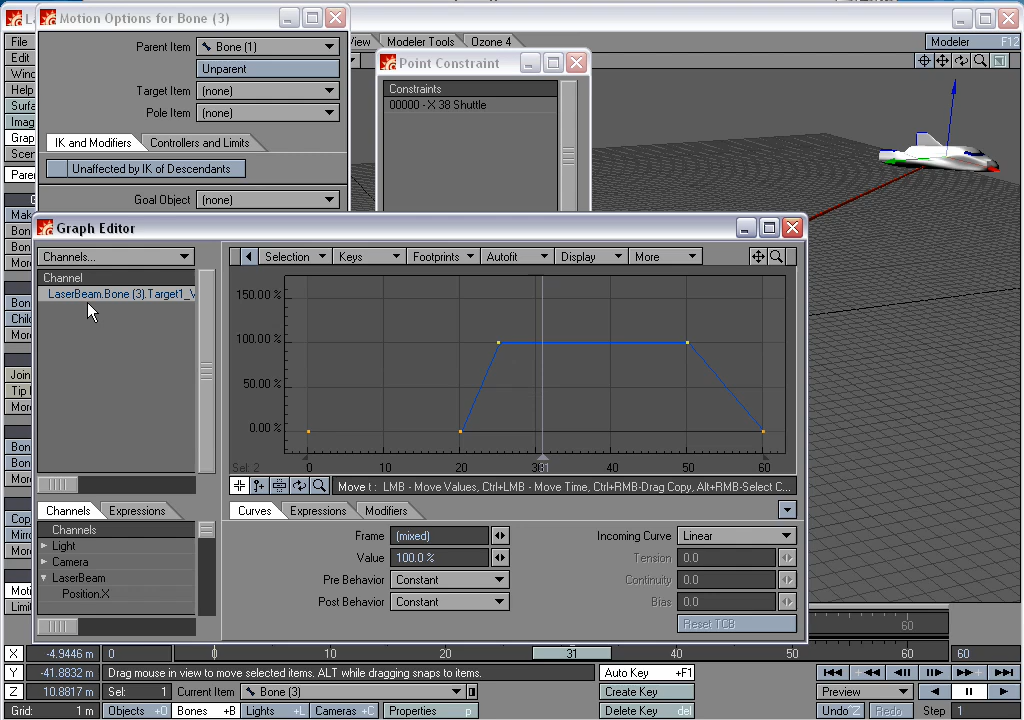 Motion Options for Bone (3)
File
Edit
Help
View
Modeler Tools
Ozone 4
Modeler F12
Parent Item
Bone (1)
Unparent
Target Item
(none)
Pole Item
(none)
IK and Modifiers
Controllers and Limits
Unaffected by IK of Descendants
Goal Object
(none)
Point Constraint
Constraints
00000 - X 38 Shuttle
Graph Editor
Channels...
Selection
Keys
Footprints
Autofit
Display
More
Channel
LaserBeam.Bone (3).Target1_V
150.00 %
100.00 %
50.00 %
0.00 %
Sel: 2
0
10
20
31
40
50
60
Move t : LMB - Move Values, Ctrl+LMB - Move Time, Ctrl+RMB-Drag Copy, Alt+RMB-Select C...
Channels
Expressions
Curves
Expressions
Modifiers
Channels
Light
Camera
LaserBeam
Position.X
Frame
(mixed)
Incoming Curve
Linear
Value
100.0 %
Tension
0.0
Pre Behavior
Constant
Continuity
0.0
Post Behavior
Constant
Bias
0.0
Reset TCB
60
X
-4.9446 m
0
0
10
20
31
40
50
60
60
Y
-41.8832 m
Drag mouse in view to move selected items. ALT while dragging snaps to items.
Auto Key +F1
Z
10.8817 m
Sel: 1
Current Item
Bone (3)
Create Key ret
Preview
Grid: 1 m
Objects +O
Bones +B
Lights +L
Cameras +C
Properties p
Delete Key del
Undo ^Z
Redo
Step 1